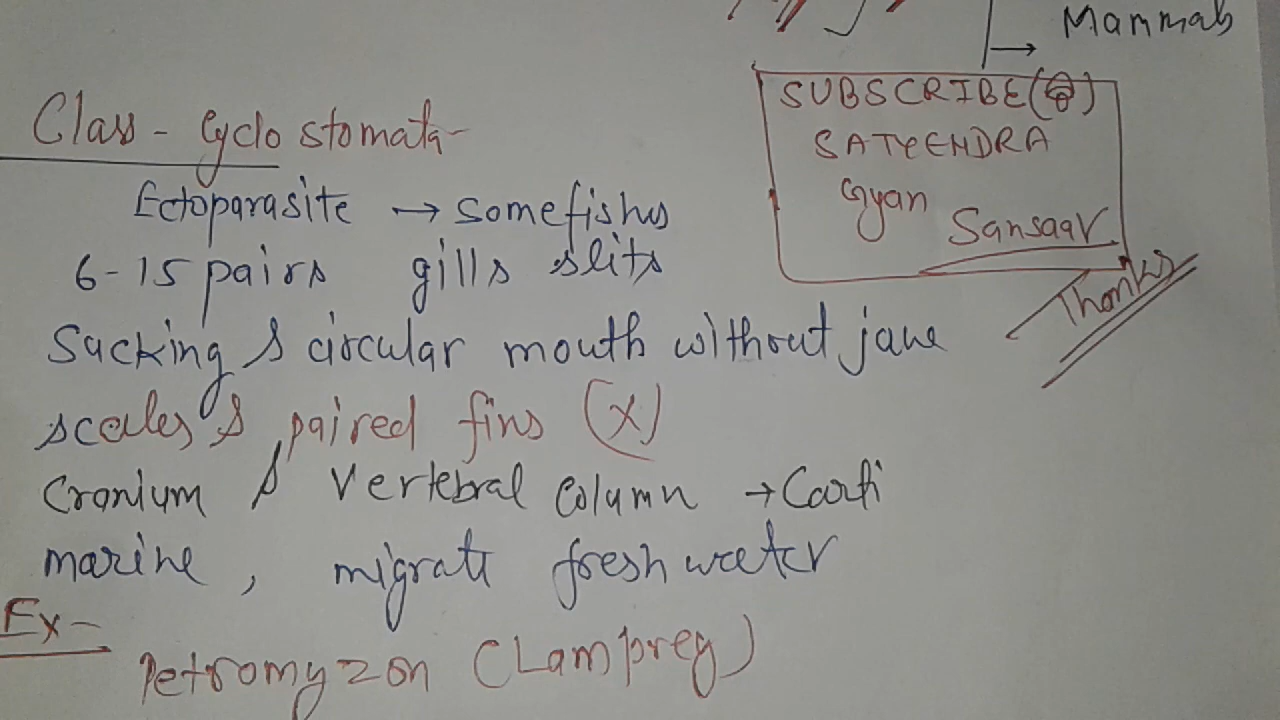 Mammals
SUBSCRIBE()
SATYENDRA
Gyan
Sansaar
Thanks
Class - Cyclostomata
Ectoparasite → some fishes
6-15 pairs gills slits
Sucking & circular mouth without jaw
scales & paired fins (X)
Cranium & Vertebral Column → Carti
marine, migrate fresh water
Ex-
Petromyzon (Lamprey)